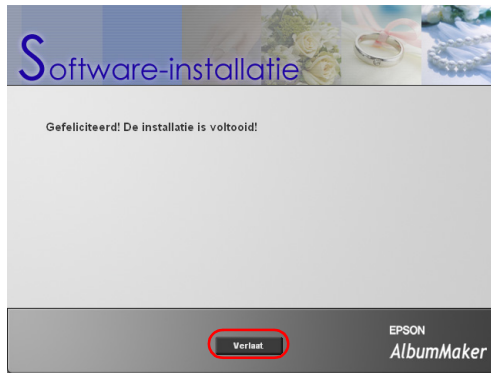 Software-installatie
Gefeliciteerd! De installatie is voltooid!
Verlaat
EPSON
AlbumMaker